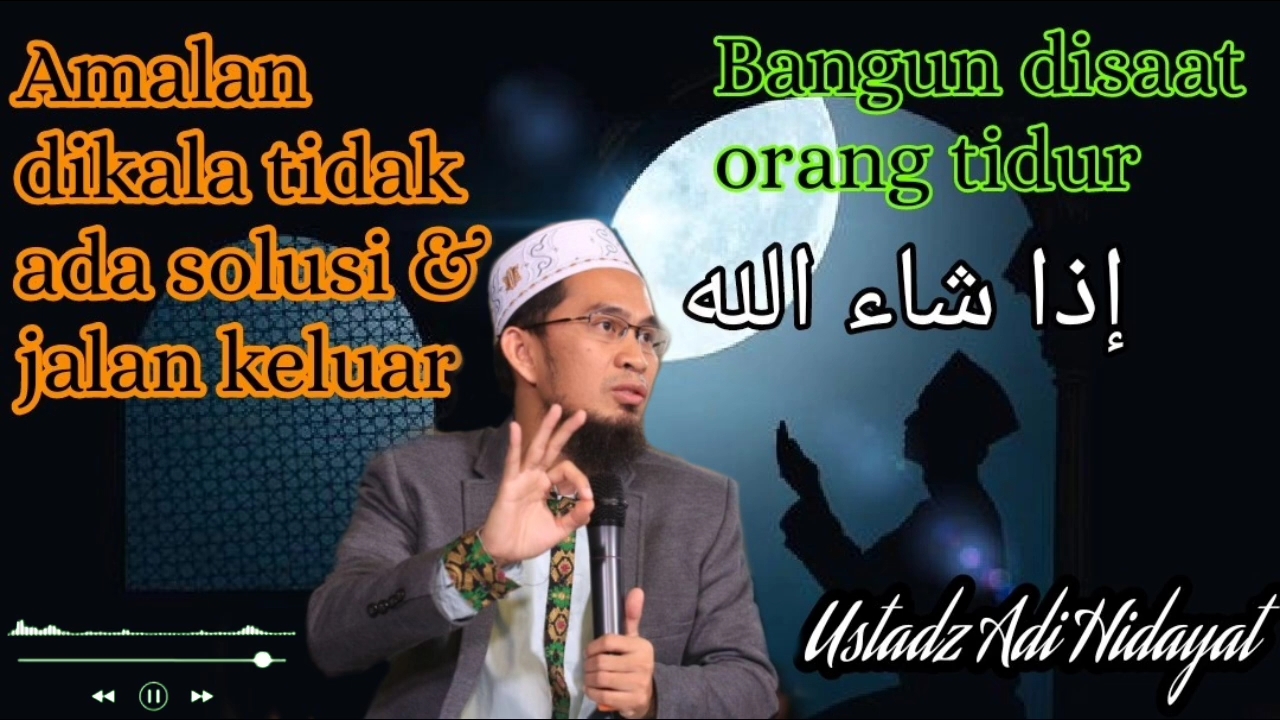 Amalan
dikala tidak
ada solusi &
jalan keluar
Bangun disaat
orang tidur
إذا شاء الله
Ustadz Adi Hidayat